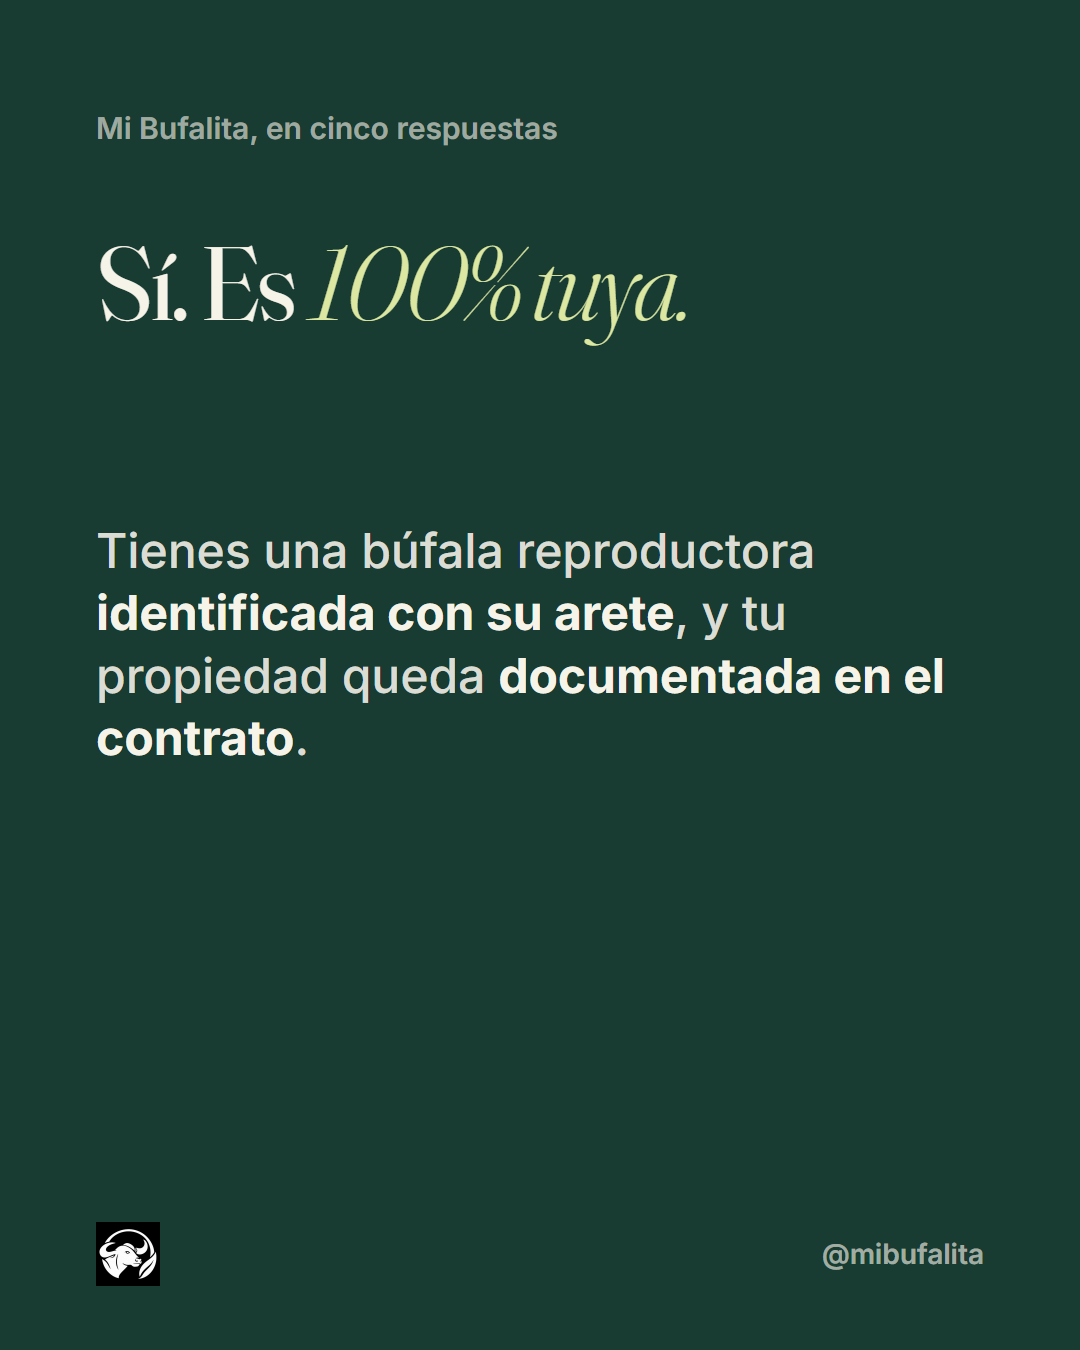 Mi Bufalita, en cinco respuestas
Sí. Es 100% tuya.
Tienes una búfala reproductora
identificada con su arete, y tu
propiedad queda documentada en el
contrato.
@mibufalita